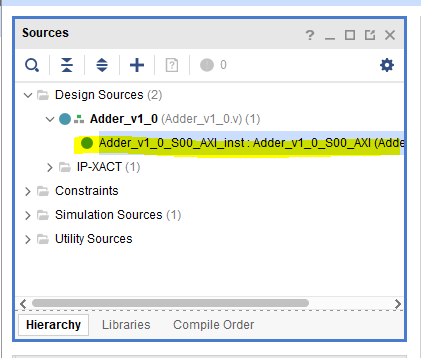 Sources
? _
0
Design Sources (2)
Adder_v1_0 (Adder_v1_0.v) (1)
Adder_v1_0_S00_AXI_inst : Adder_v1_0_S00_AXI (Adde
IP-XACT (1)
Constraints
Simulation Sources (1)
Utility Sources
Hierarchy Libraries Compile Order